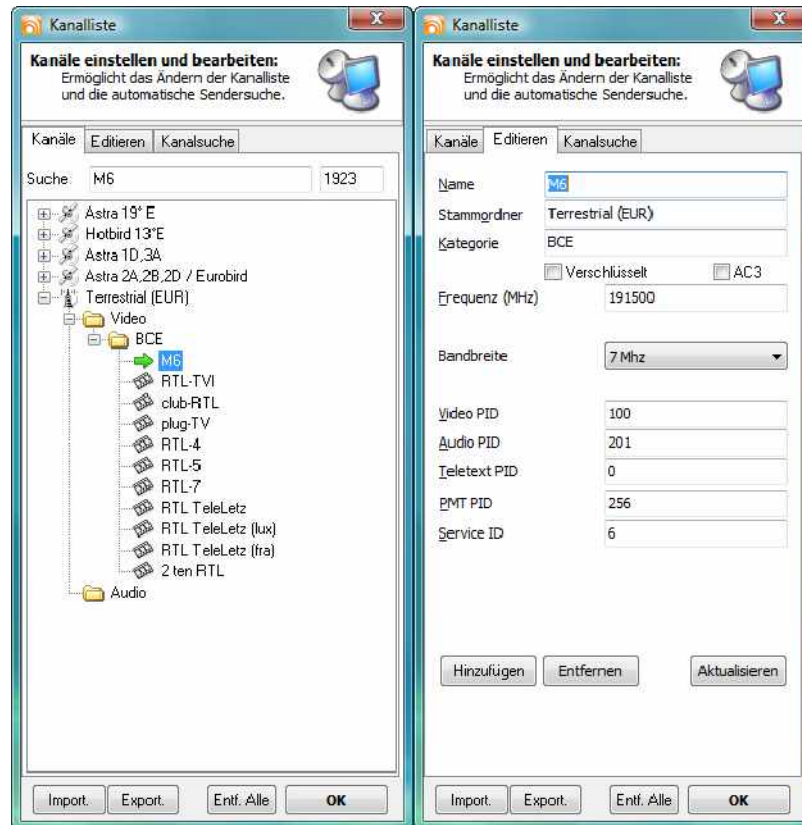 Kanalliste
Kanäle einstellen und bearbeiten:
Ermöglicht das Ändern der Kanalliste
und die automatische Sendersuche.
Kanäle Editieren Kanalsuche
Suche: M6 1923
Astra 19° E
Hotbird 13°E
Astra 1D,3A
Astra 2A,2B,2D / Eurobird
Terrestrial (EUR)
Video
BCE
M6
RTL-TVI
club-RTL
plug-TV
RTL-4
RTL-5
RTL-7
RTL TeleLetz
RTL TeleLetz (lux)
RTL TeleLetz (fra)
2 ten RTL
Audio
Import. Export. Entf. Alle OK
Kanalliste
Kanäle einstellen und bearbeiten:
Ermöglicht das Ändern der Kanalliste
und die automatische Sendersuche.
Kanäle Editieren Kanalsuche
Name M6
Stammordner Terrestrial (EUR)
Kategorie BCE
Verschlüsselt AC3
Frequenz (MHz) 191500
Bandbreite 7 Mhz
Video PID 100
Audio PID 201
Teletext PID 0
PMT PID 256
Service ID 6
Hinzufügen Entfernen Aktualisieren
Import. Export. Entf. Alle OK